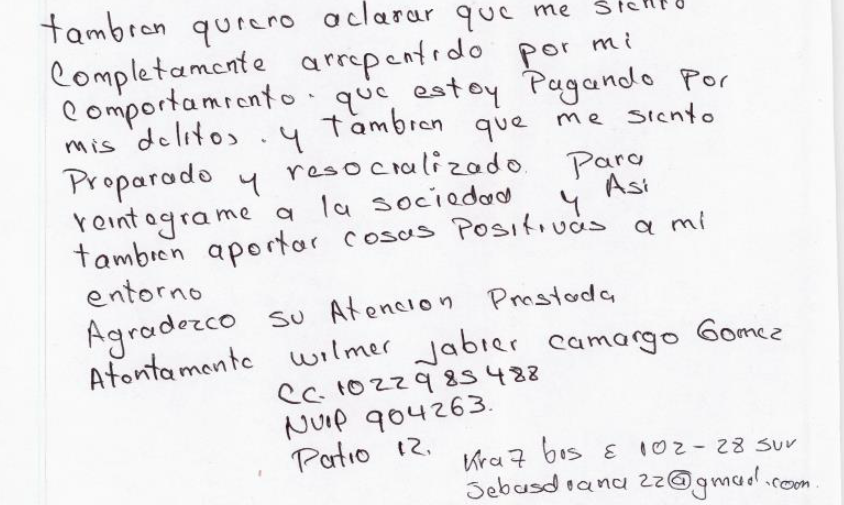 tambien quiero aclarar que me siento
Completamente arrepentido por mi
Comportamiento. que estoy Pagando Por
mis delitos. y tambien que me siento
Preparado y resocializado Para
reintegrame a la sociedad y Asi
tambien aportar cosas Positivas a mi
entorno
Agradezco su Atencion Prestada
Atentamente wilmer Jabier camargo Gomez
CC. 1022985488
NUIP 904263.
Patio 12.
Kra 7 bis E 102-28 sur
Sebasdiana22@gmail.com.